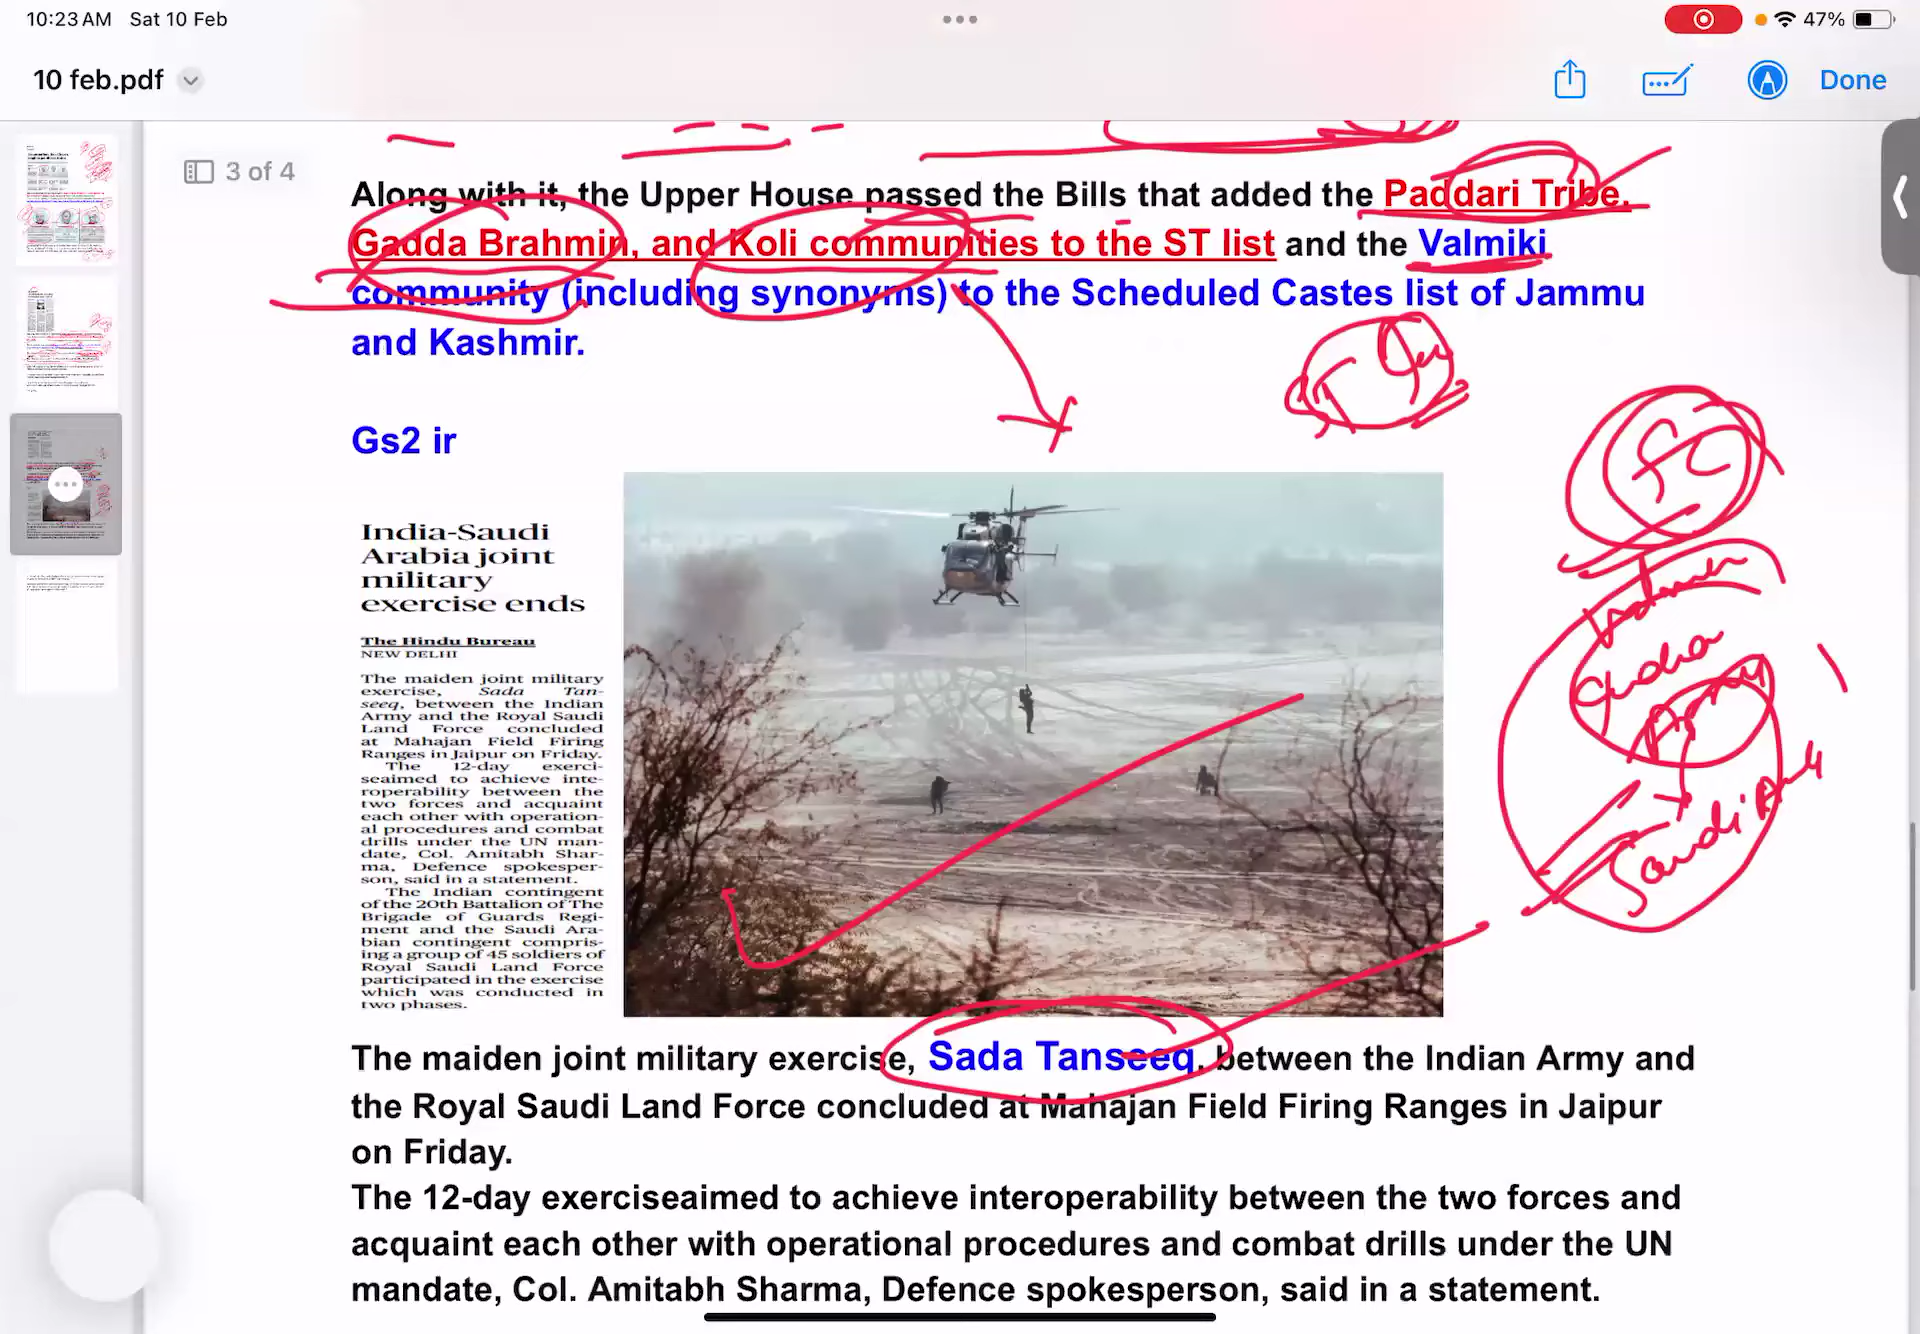 10:23 AM Sat 10 Feb
47%
10 feb.pdf
Done
3 of 4
Along with it, the Upper House passed the Bills that added the Paddari Tribe,
Gadda Brahmin, and Koli communities to the ST list and the Valmiki
community (including synonyms) to the Scheduled Castes list of Jammu
and Kashmir.
Gs2 ir
India-Saudi
Arabia joint
military
exercise ends
The Hindu Bureau
NEW DELHI
The maiden joint military
exercise, Sada Tan-
seeq, between the Indian
Army and the Royal Saudi
Land Force concluded
at Mahajan Field Firing
Ranges in Jaipur on Friday.
The 12-day exerci-
seaimed to achieve inte-
roperability between the
two forces and acquaint
each other with operation-
al procedures and combat
drills under the UN man-
date, Col. Amitabh Shar-
ma, Defence spokesper-
son, said in a statement.
The Indian contingent
of the 20th Battalion of The
Brigade of Guards Regi-
ment and the Saudi Ara-
bian contingent compris-
ing a group of 45 soldiers of
Royal Saudi Land Force
participated in the exercise
which was conducted in
two phases.
Army
Saudi
The maiden joint military exercise, Sada Tanseeq, between the Indian Army and
the Royal Saudi Land Force concluded at Mahajan Field Firing Ranges in Jaipur
on Friday.
The 12-day exerciseaimed to achieve interoperability between the two forces and
acquaint each other with operational procedures and combat drills under the UN
mandate, Col. Amitabh Sharma, Defence spokesperson, said in a statement.